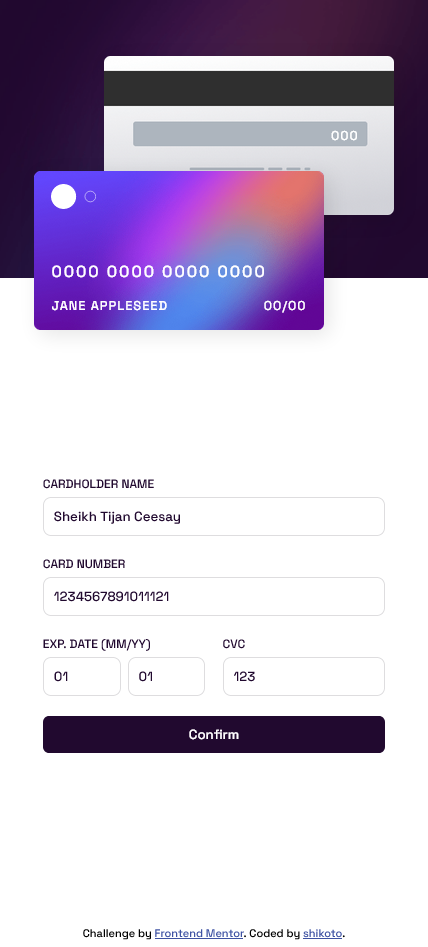 000
0000 0000 0000 0000
JANE APPLESEED 00/00
CARDHOLDER NAME
Sheikh Tijan Ceesay
CARD NUMBER
1234567891011121
EXP. DATE (MM/YY) CVC
01 01 123
Confirm
Challenge by Frontend Mentor. Coded by shikoto.